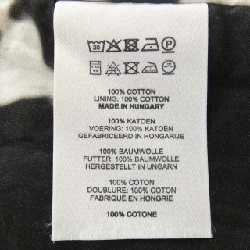 100% COTTON
LINING: 100% COTTON
MADE IN HUNGARY
100% KATOEN
VOERING: 100% KATOEN
GEFABRICEERD IN HONGARIJE
100% BAUMWOLLE
FUTTER: 100% BAUMWOLLE
HERGESTELLT IN UNGARN
100% COTON
DOUBLURE: 100% COTON
FABRIQUÉ EN HONGRIE
100% COTONE